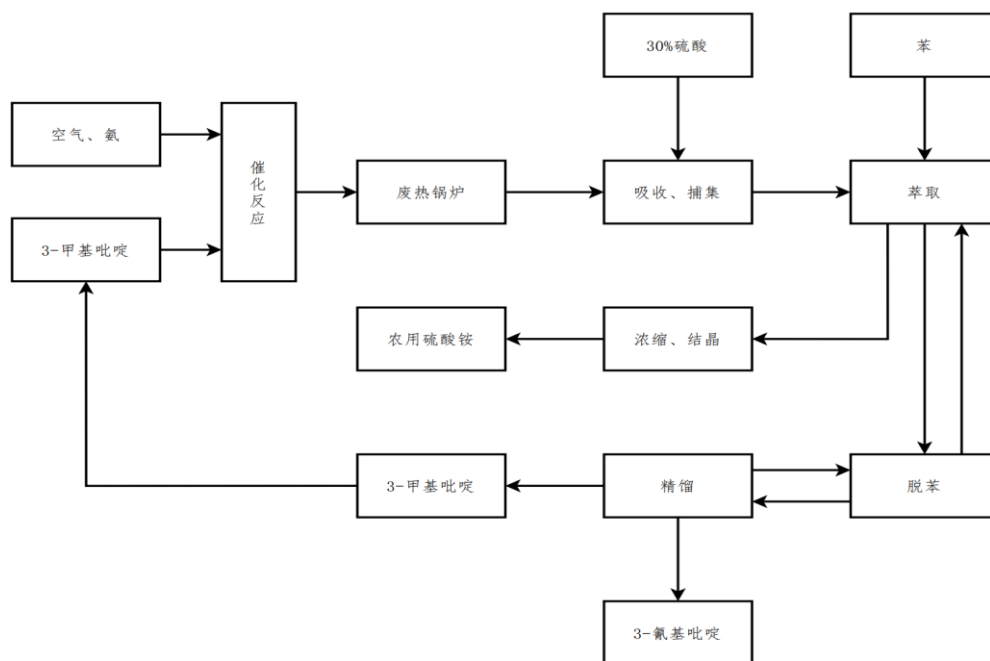 30%硫酸
苯
空气、氨
催化反应
废热锅炉
吸收、捕集
萃取
3-甲基吡啶
农用硫酸铵
浓缩、结晶
3-甲基吡啶
精馏
脱苯
3-氰基吡啶